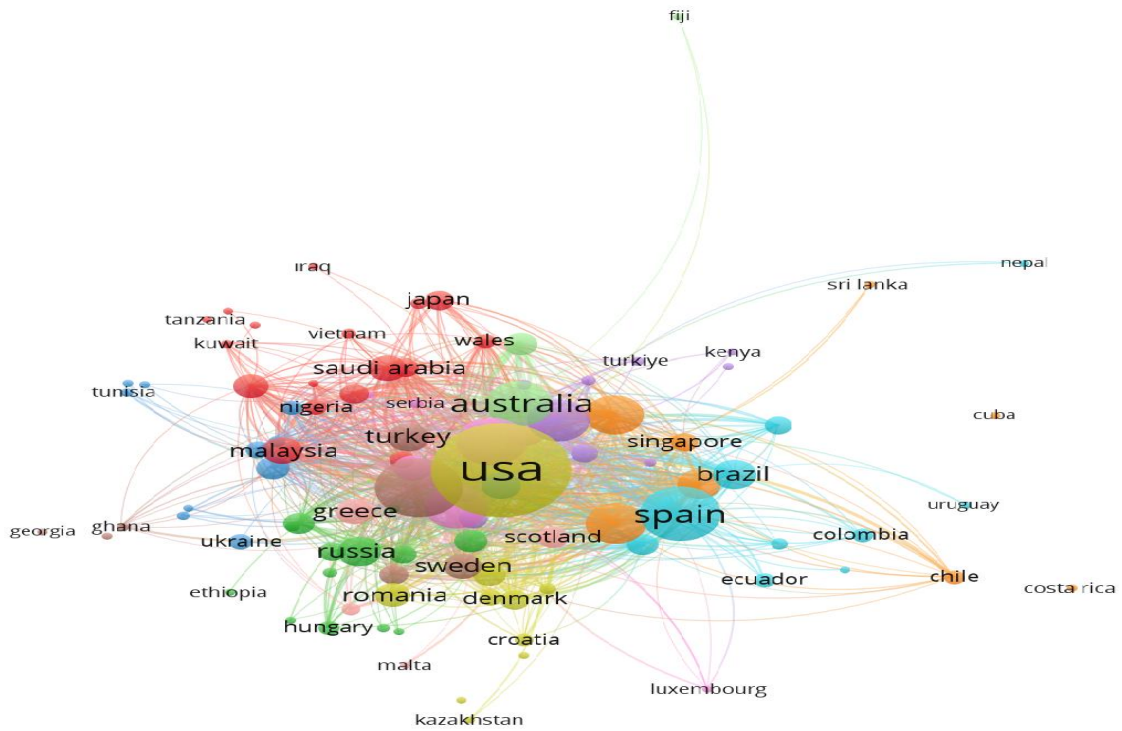 fiji
nepal
iraq
sri lanka
japan
tanzania
vietnam
kuwait
wales
turkiye
kenya
saudi arabia
tunisia
serbia
australia
nigeria
cuba
turkey
singapore
malaysia
usa
brazil
uruguay
greece
spain
georgia
ghana
ukraine
scotland
colombia
russia
sweden
ecuador
chile
ethiopia
romania
denmark
costa rica
hungary
croatia
malta
luxembourg
kazakhstan